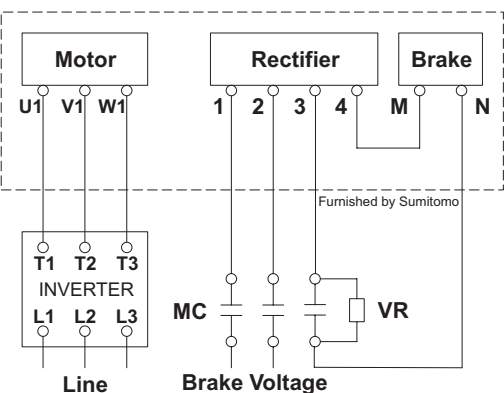 Motor Rectifier Brake
U1 V1 W1 1 2 3 4 M N
Furnished by Sumitomo
T1 T2 T3
INVERTER
L1 L2 L3 MC VR
Line Brake Voltage